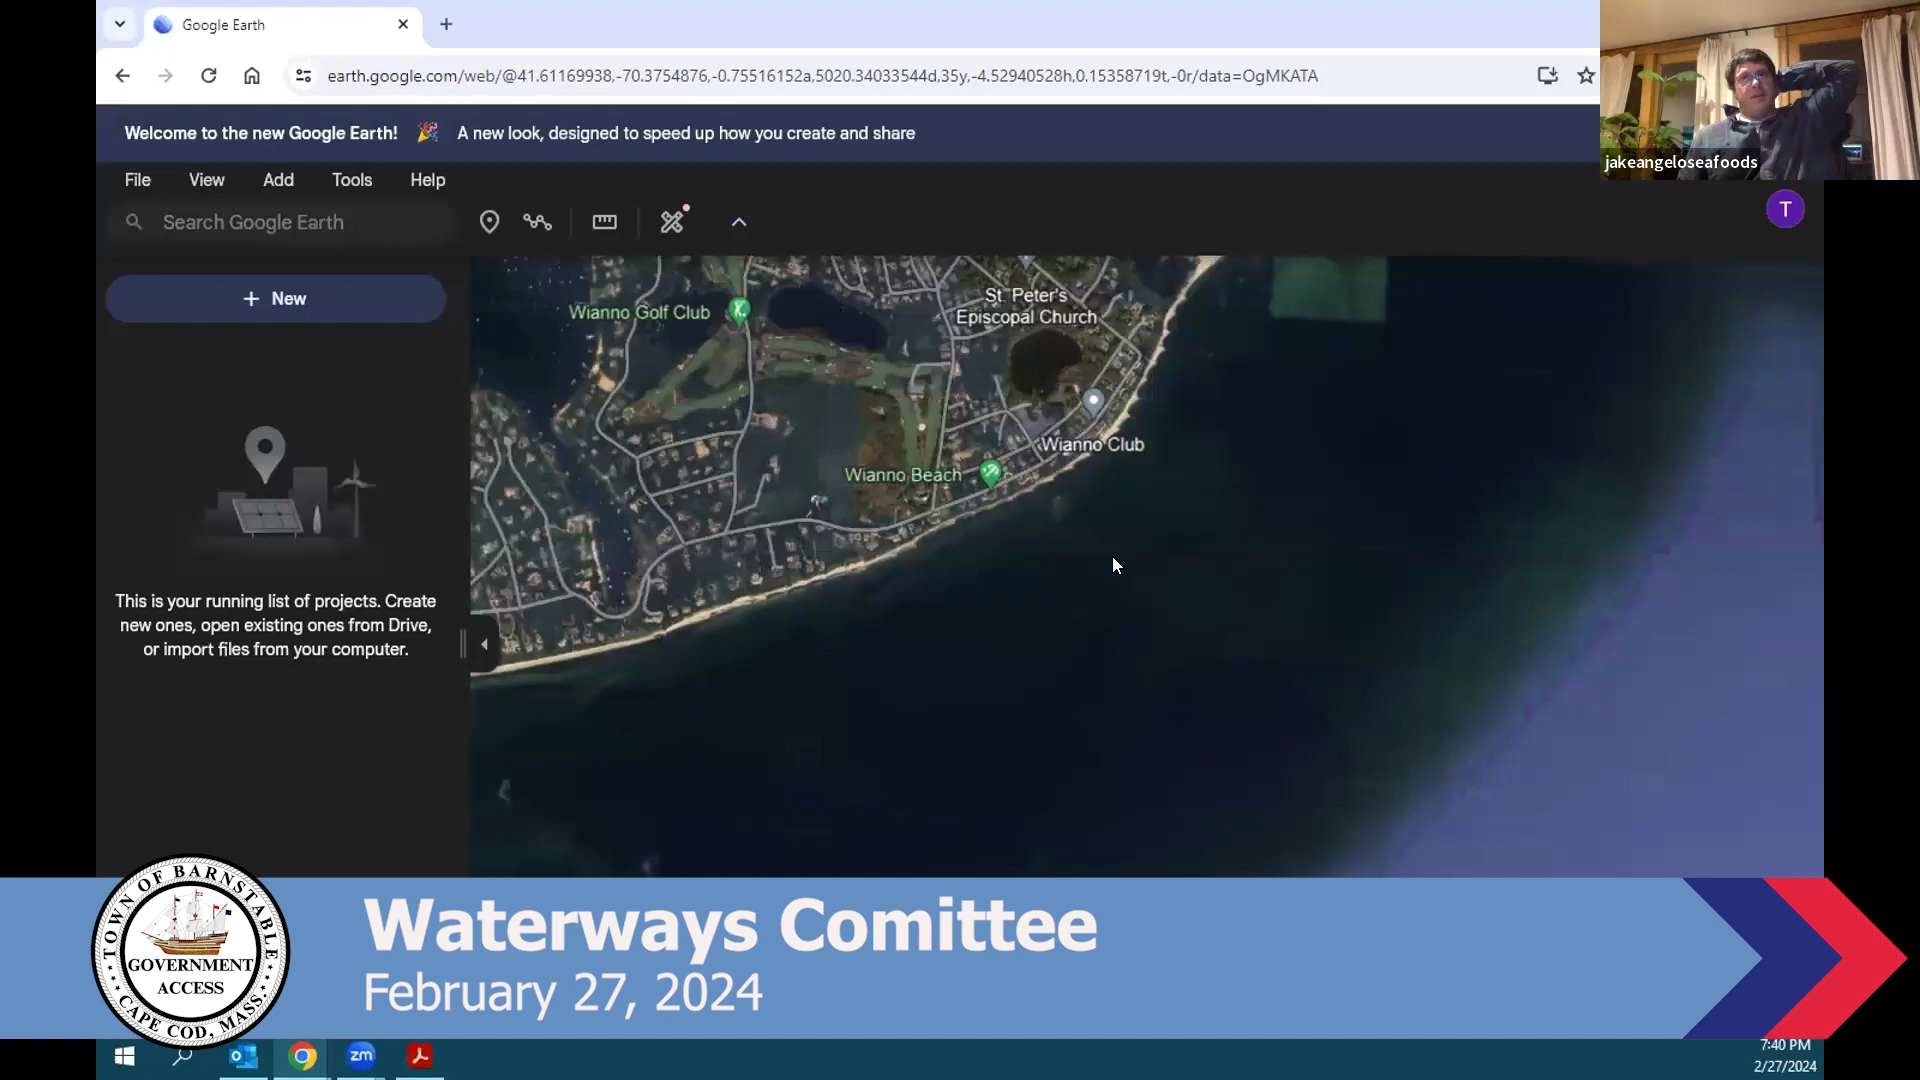 Google Earth
earth.google.com/web/@41.61169938,-70.3754876,-0.75516152a,5020.34033544d,35y,-4.52940528h,0.15358719t,-0r/data=OgMKATA
Welcome to the new Google Earth! 🎉 A new look, designed to speed up how you create and share
jakeangeloseafoods
File View Add Tools Help
T
Search Google Earth
+ New
Wianno Golf Club
St. Peter's
Episcopal Church
Wianno Club
Wianno Beach
This is your running list of projects. Create
new ones, open existing ones from Drive,
or import files from your computer.
TOWN OF BARNSTABLE
GOVERNMENT
ACCESS
CAPE COD, MASS.
Waterways Comittee
February 27, 2024
zm
7:40 PM
2/27/2024